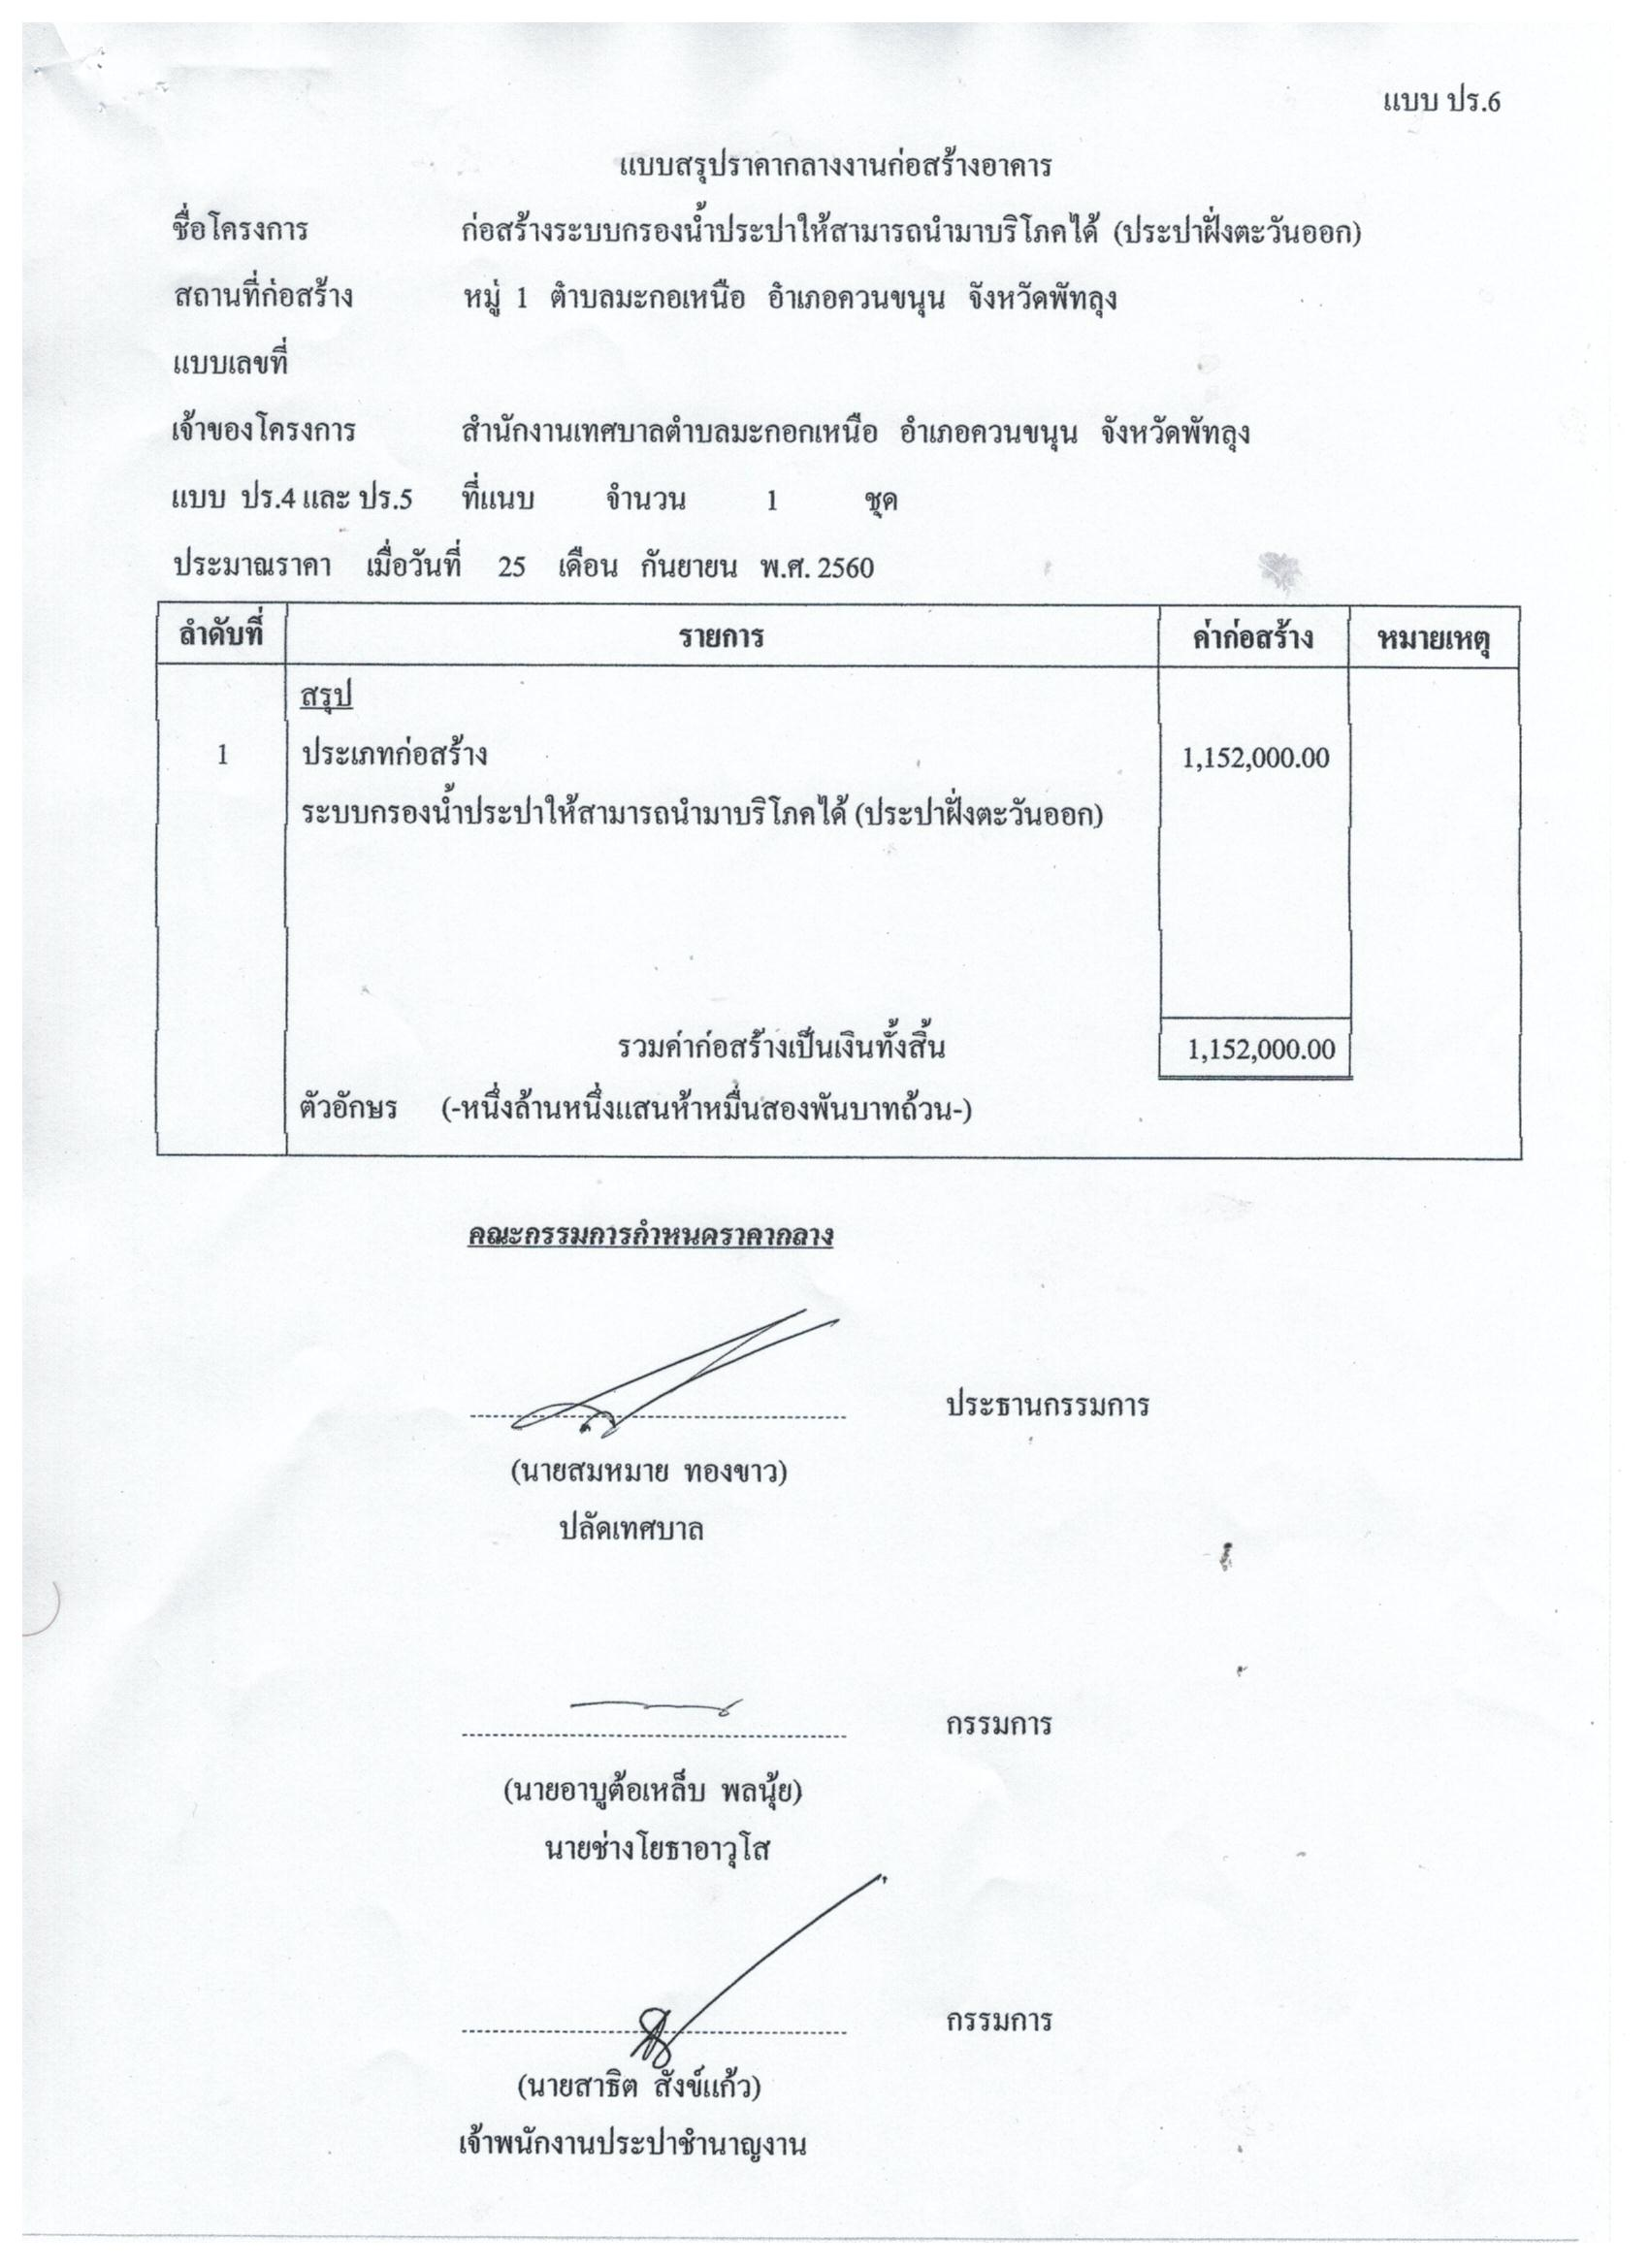 แบบ ปร.6
แบบสรุปราคากลางงานก่อสร้างอาคาร
ชื่อโครงการ ก่อสร้างระบบกรองน้ำประปาให้สามารถนำมาบริโภคได้ (ประปาฝั่งตะวันออก)
สถานที่ก่อสร้าง หมู่ 1 ตำบลมะกอเหนือ อำเภอควนขนุน จังหวัดพัทลุง
แบบเลขที่
เจ้าของโครงการ สำนักงานเทศบาลตำบลมะกอกเหนือ อำเภอควนขนุน จังหวัดพัทลุง
แบบ ปร.4 และ ปร.5 ที่แนบ จำนวน 1 ชุด
ประมาณราคา เมื่อวันที่ 25 เดือน กันยายน พ.ศ. 2560
ลำดับที่ รายการ ค่าก่อสร้าง หมายเหตุ
สรุป
1 ประเภทก่อสร้าง 1,152,000.00
ระบบกรองน้ำประปาให้สามารถนำมาบริโภคได้ (ประปาฝั่งตะวันออก)
รวมค่าก่อสร้างเป็นเงินทั้งสิ้น 1,152,000.00
ตัวอักษร (-หนึ่งล้านหนึ่งแสนห้าหมื่นสองพันบาทถ้วน-)
คณะกรรมการกำหนดราคากลาง
ประธานกรรมการ
(นายสมหมาย ทองขาว)
ปลัดเทศบาล
กรรมการ
(นายอาบูต้อเหล็บ พลนุ้ย)
นายช่างโยธาอาวุโส
กรรมการ
(นายสาธิต สังข์แก้ว)
เจ้าพนักงานประปาชำนาญงาน